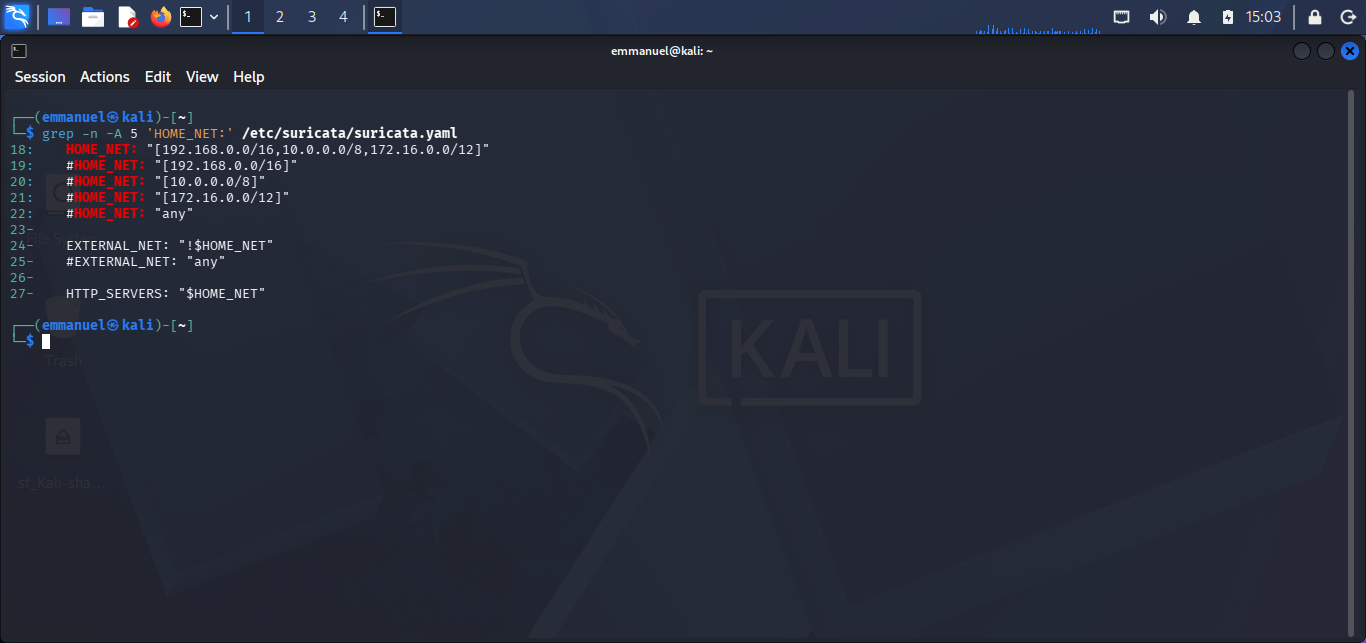 1 2 3 4 15:03
emmanuel@kali: ~
Session Actions Edit View Help
┌──(emmanuel㉿kali)-[~]
└─$ grep -n -A 5 'HOME_NET:' /etc/suricata/suricata.yaml
18:    HOME_NET: "[192.168.0.0/16,10.0.0.0/8,172.16.0.0/12]"
19:    #HOME_NET: "[192.168.0.0/16]"
20:    #HOME_NET: "[10.0.0.0/8]"
21:    #HOME_NET: "[172.16.0.0/12]"
22:    #HOME_NET: "any"
23-
File System
24-    EXTERNAL_NET: "!$HOME_NET"
25-    #EXTERNAL_NET: "any"
26-
27-    HTTP_SERVERS: "$HOME_NET"
┌──(emmanuel㉿kali)-[~]
└─$
Trash
KALI
sf_Kali-sha...